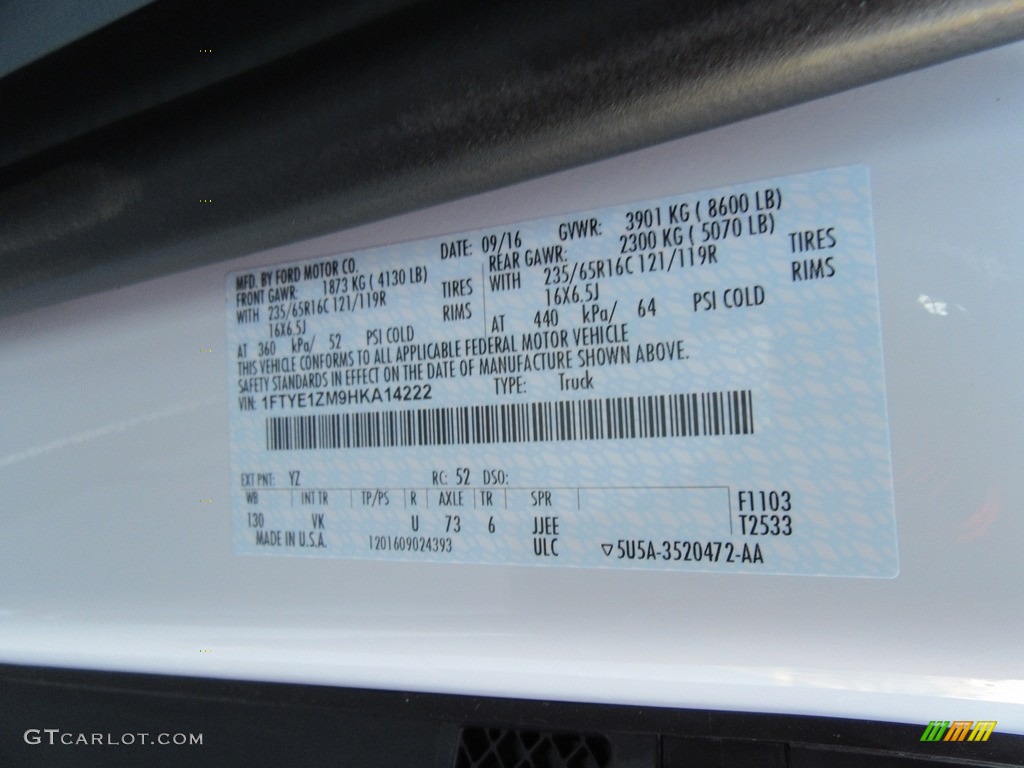 MFD. BY FORD MOTOR CO. DATE: 09/16 GVWR: 3901 KG ( 8600 LB)
FRONT GAWR: 1873 KG ( 4130 LB) REAR GAWR: 2300 KG ( 5070 LB)
WITH 235/65R16C 121/119R TIRES WITH 235/65R16C 121/119R TIRES
16X6.5J RIMS 16X6.5J RIMS
AT 360 kPa/ 52 PSI COLD AT 440 kPa/ 64 PSI COLD
THIS VEHICLE CONFORMS TO ALL APPLICABLE FEDERAL MOTOR VEHICLE
SAFETY STANDARDS IN EFFECT ON THE DATE OF MANUFACTURE SHOWN ABOVE.
VIN: 1FTYE1ZM9HKA14222 TYPE: Truck
EXT PNT: YZ RC: 52 DSO:
WB INT TR TP/PS R AXLE TR SPR F1103
130 VK U 73 6 JJEE T2533
MADE IN U.S.A. 1201609024393 ULC ▽5U5A-3520472-AA
GTCARLOT.COM